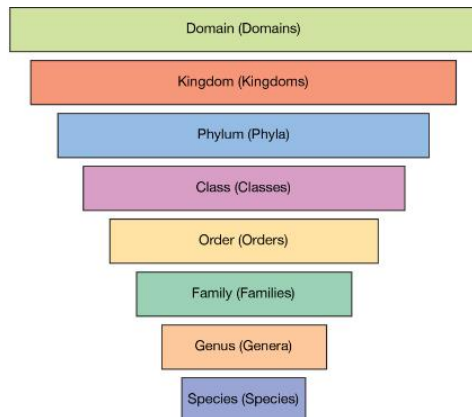 Domain (Domains)
Kingdom (Kingdoms)
Phylum (Phyla)
Class (Classes)
Order (Orders)
Family (Families)
Genus (Genera)
Species (Species)